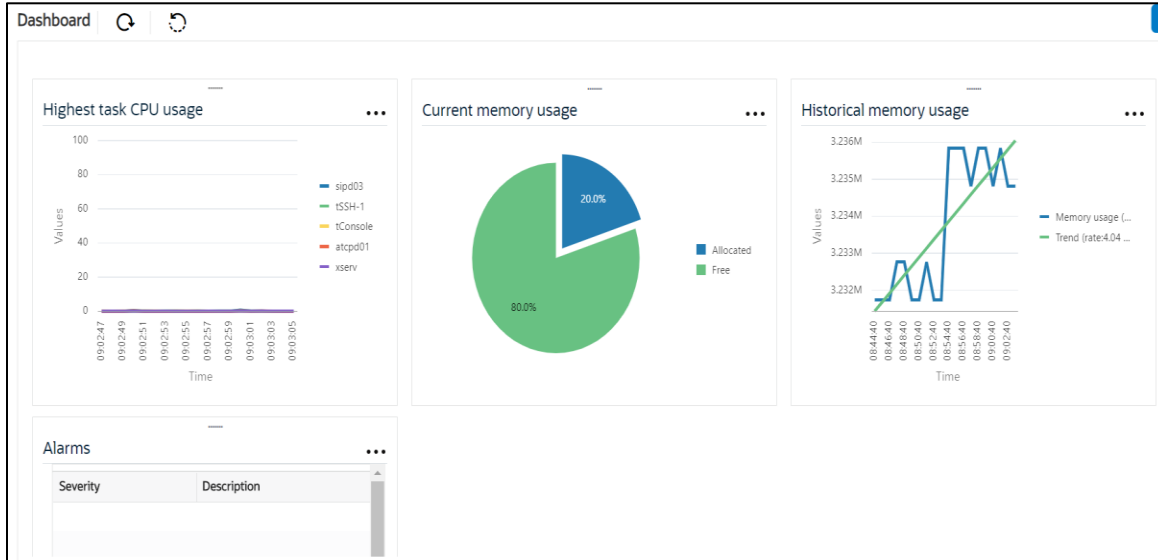 Dashboard
Highest task CPU usage
100
80
60
40
20
0
Values
09:02:47
09:02:49
09:02:51
09:02:53
09:02:55
09:02:57
09:02:59
09:03:01
09:03:03
09:03:05
Time
sipd03
tSSH-1
tConsole
atcpd01
xserv
Current memory usage
20.0%
80.0%
Allocated
Free
Historical memory usage
3.236M
3.235M
3.234M
3.233M
3.232M
Values
08:44:40
08:46:40
08:48:40
08:50:40
08:52:40
08:54:40
08:56:40
08:58:40
09:00:40
09:02:40
Time
Memory usage (...
Trend (rate:4.04 ...
Alarms
Severity Description